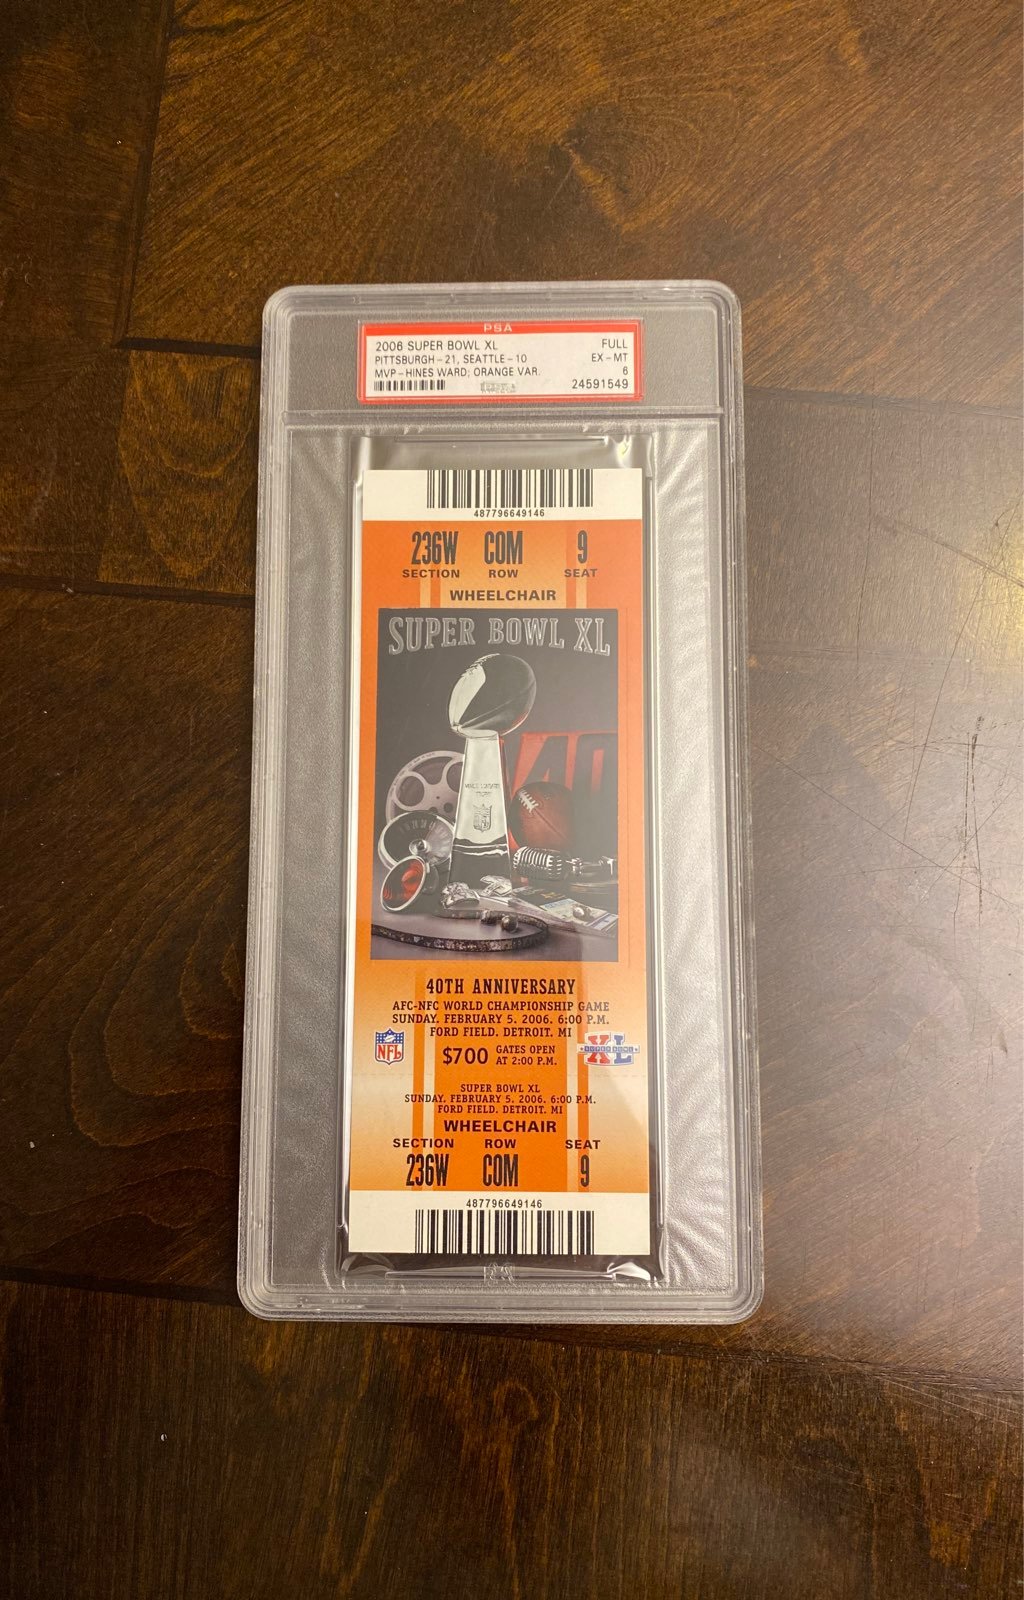 PSA
2006 SUPER BOWL XL FULL
PITTSBURGH-21, SEATTLE-10 EX-MT
MVP-HINES WARD; ORANGE VAR. 6
24591549
487796649146
236W COM 9
SECTION ROW SEAT
WHEELCHAIR
SUPER BOWL XL
40
40TH ANNIVERSARY
AFC-NFC WORLD CHAMPIONSHIP GAME
SUNDAY, FEBRUARY 5, 2006, 6:00 P.M.
FORD FIELD, DETROIT, MI
NFL $700 GATES OPEN
AT 2:00 P.M.
XL
SUPER BOWL
SUPER BOWL XL
SUNDAY, FEBRUARY 5, 2006, 6:00 P.M.
FORD FIELD, DETROIT, MI
WHEELCHAIR
SECTION ROW SEAT
236W COM 9
487796649146